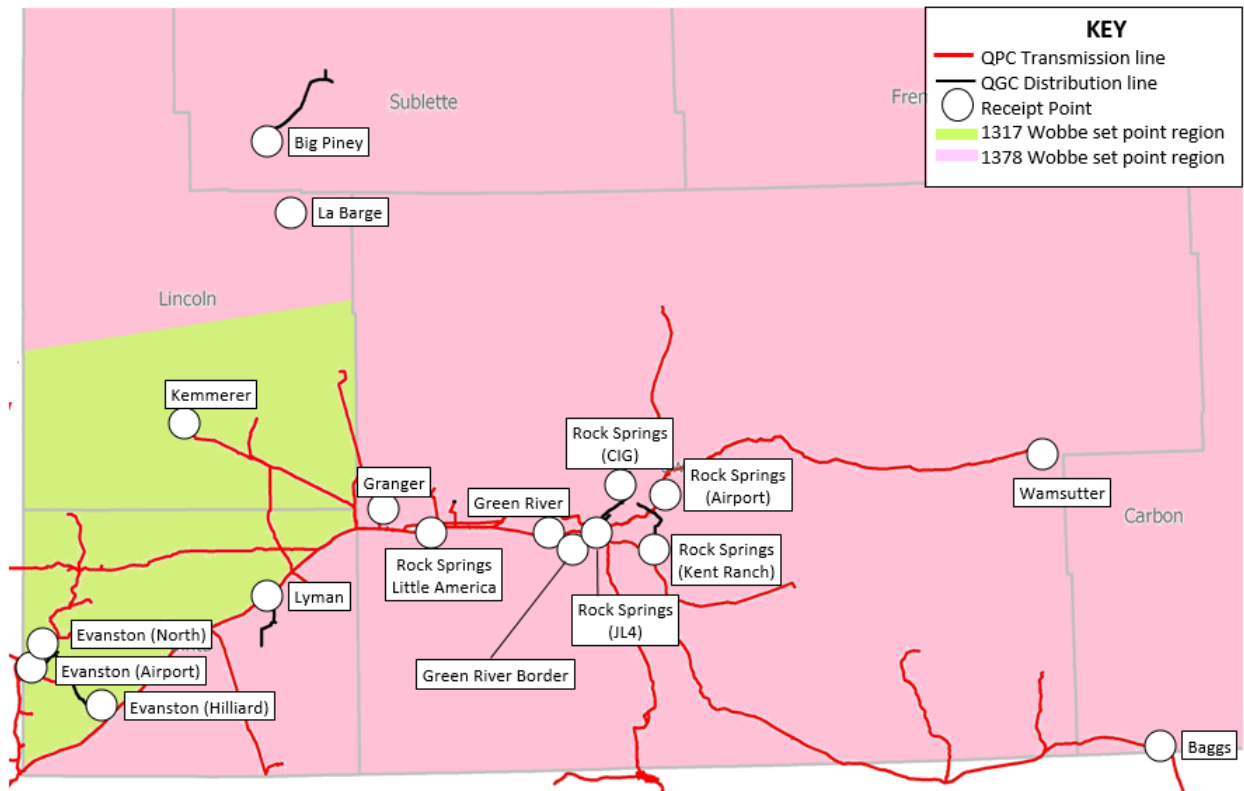 KEY
QPC Transmission line
QGC Distribution line
Receipt Point
1317 Wobbe set point region
1378 Wobbe set point region
Sublette
Big Piney
La Barge
Lincoln
Kemmerer
Rock Springs
(CIG)
Granger
Green River
Rock Springs
(Airport)
Wamsutter
Carbon
Rock Springs
Little America
Rock Springs
(Kent Ranch)
Lyman
Rock Springs
(JL4)
Evanston (North)
Evanston (Airport)
Green River Border
Evanston (Hilliard)
Baggs